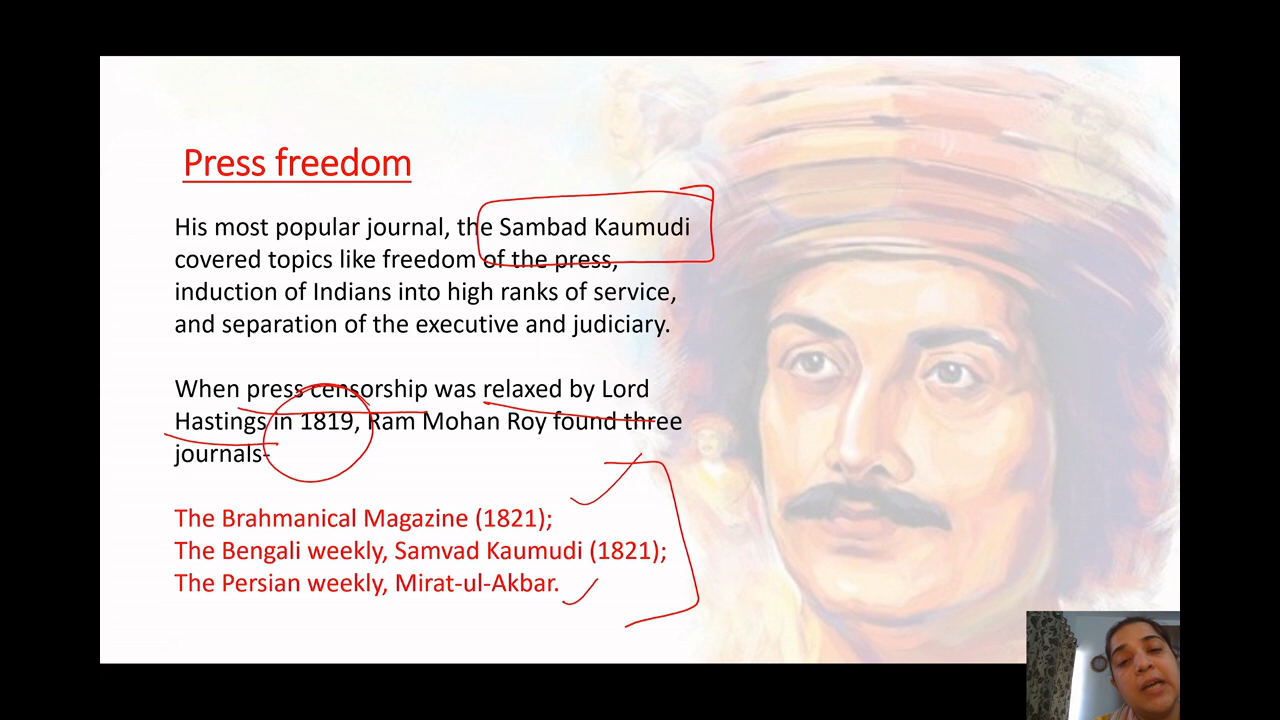 Press freedom
His most popular journal, the Sambad Kaumudi
covered topics like freedom of the press,
induction of Indians into high ranks of service,
and separation of the executive and judiciary.
When press censorship was relaxed by Lord
Hastings in 1819, Ram Mohan Roy found three
journals-
The Brahmanical Magazine (1821);
The Bengali weekly, Samvad Kaumudi (1821);
The Persian weekly, Mirat-ul-Akbar.